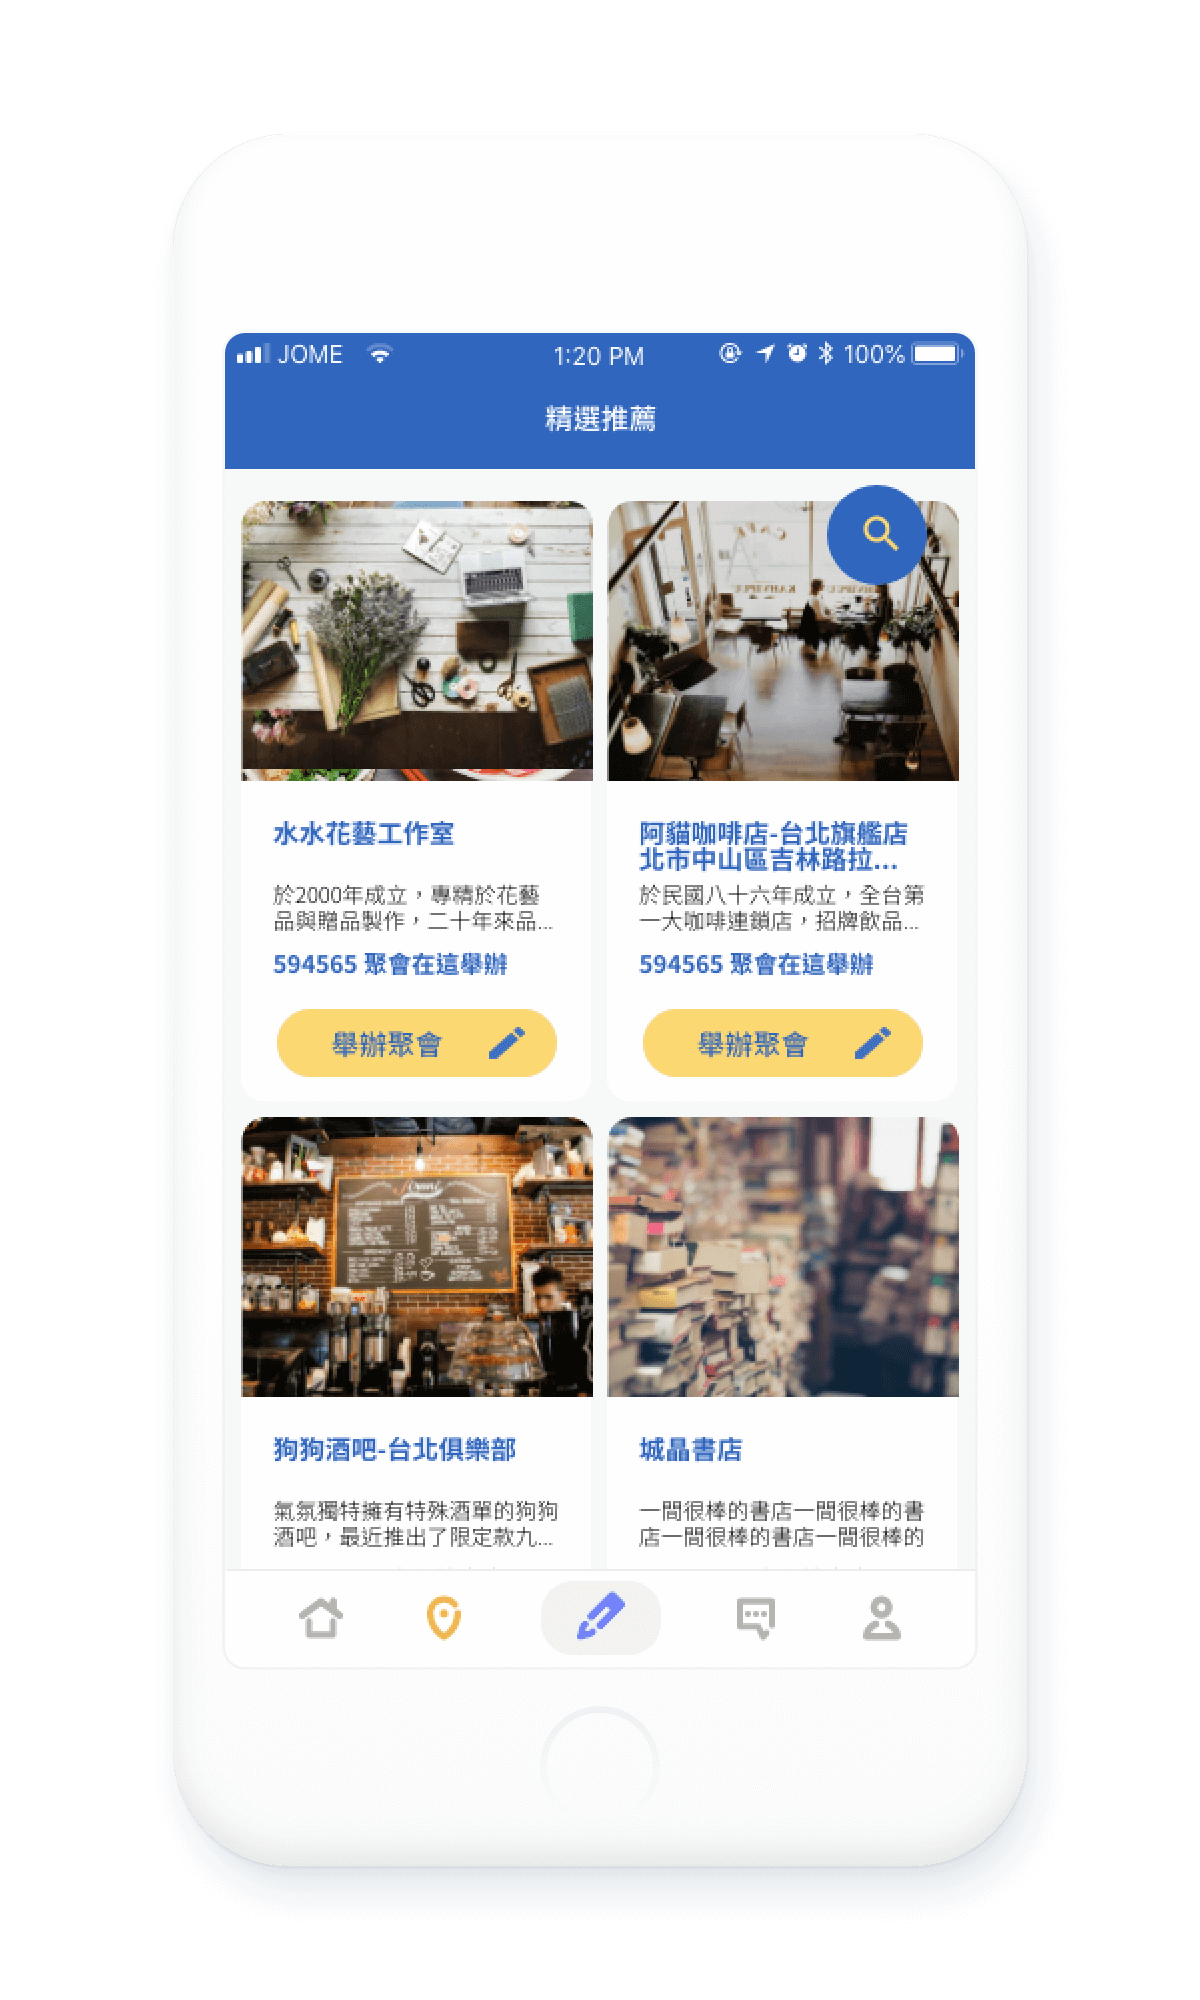 JOME 1:20 PM 100%
精選推薦
水水花藝工作室
於2000年成立，專精於花藝
品與贈品製作，二十年來品...
594565 聚會在這舉辦
舉辦聚會
阿貓咖啡店-台北旗艦店
北市中山區吉林路拉...
於民國八十六年成立，全台第
一大咖啡連鎖店，招牌飲品...
594565 聚會在這舉辦
舉辦聚會
狗狗酒吧-台北俱樂部
氣氛獨特擁有特殊酒單的狗狗
酒吧，最近推出了限定款九...
城晶書店
一間很棒的書店一間很棒的書
店一間很棒的書店一間很棒的